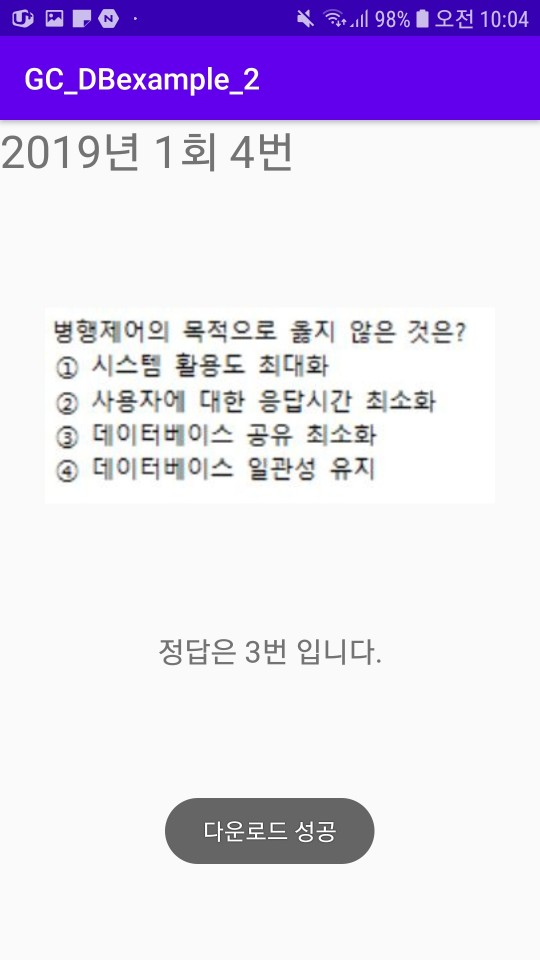 98% 오전 10:04
GC_DBexample_2
2019년 1회 4번
병행제어의 목적으로 옳지 않은 것은?
① 시스템 활용도 최대화
② 사용자에 대한 응답시간 최소화
③ 데이터베이스 공유 최소화
④ 데이터베이스 일관성 유지
정답은 3번 입니다.
다운로드 성공